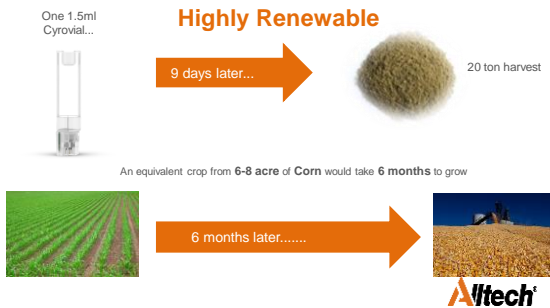 Highly Renewable
One 1.5ml
Cyrovial...
9 days later...
20 ton harvest
An equivalent crop from 6-8 acre of Corn would take 6 months to grow
6 months later.......
Alltech